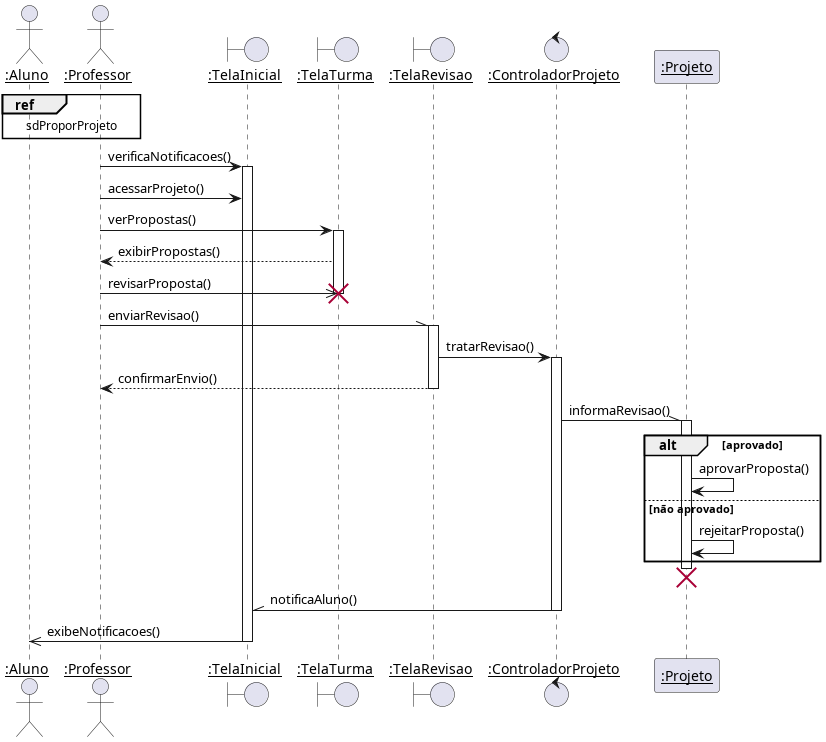 :Aluno :Professor :TelaInicial :TelaTurma :TelaRevisao :ControladorProjeto :Projeto
ref
sdProporProjeto
verificaNotificacoes()
acessarProjeto()
verPropostas()
exibirPropostas()
revisarProposta()
enviarRevisao()
tratarRevisao()
confirmarEnvio()
informaRevisao()
alt [aprovado]
aprovarProposta()
[não aprovado]
rejeitarProposta()
notificaAluno()
exibeNotificacoes()
:Aluno :Professor :TelaInicial :TelaTurma :TelaRevisao :ControladorProjeto :Projeto